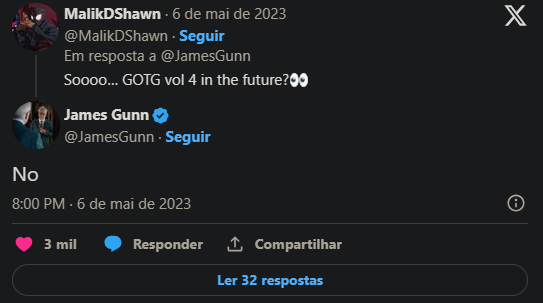 MalikDShawn · 6 de mai de 2023
@MalikDShawn · Seguir
Em resposta a @JamesGunn
Soooo... GOTG vol 4 in the future?👀
James Gunn
@JamesGunn · Seguir
No
8:00 PM · 6 de mai de 2023
3 mil Responder Compartilhar
Ler 32 respostas